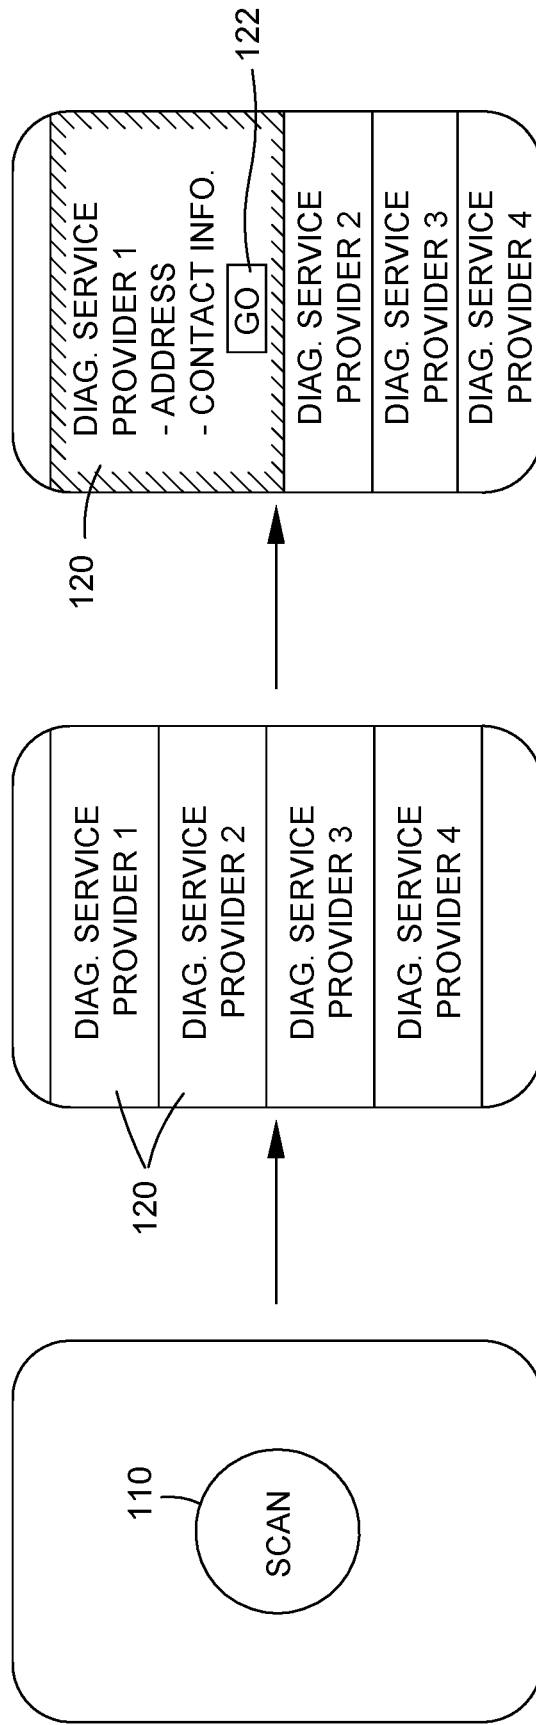 110
SCAN
120
DIAG. SERVICE
PROVIDER 1
DIAG. SERVICE
PROVIDER 2
DIAG. SERVICE
PROVIDER 3
DIAG. SERVICE
PROVIDER 4
120
DIAG. SERVICE
PROVIDER 1
- ADDRESS
- CONTACT INFO.
GO
122
DIAG. SERVICE
PROVIDER 2
DIAG. SERVICE
PROVIDER 3
DIAG. SERVICE
PROVIDER 4